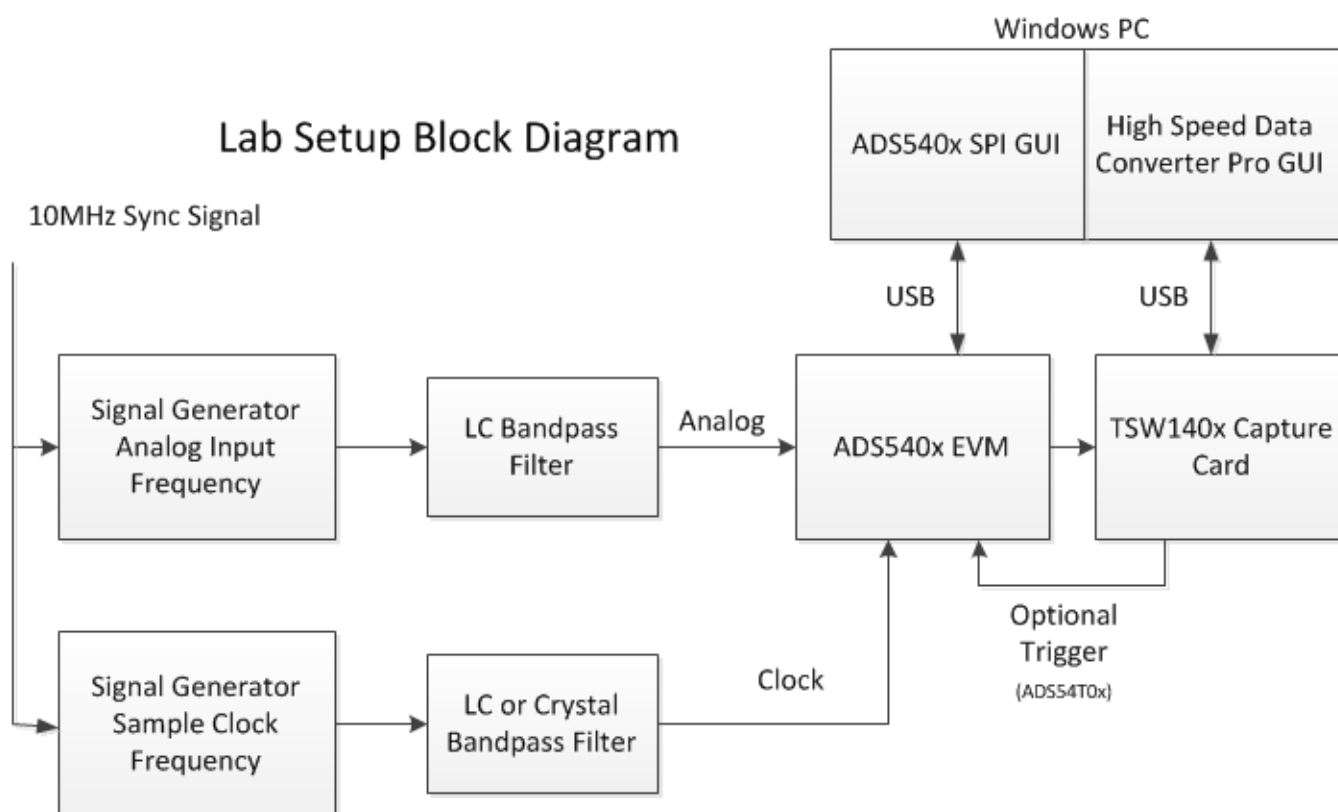 Windows PC
Lab Setup Block Diagram
ADS540x SPI GUI
High Speed Data
Converter Pro GUI
10MHz Sync Signal
USB
USB
Signal Generator
Analog Input
Frequency
LC Bandpass
Filter
Analog
ADS540x EVM
TSW140x Capture
Card
Optional
Trigger
(ADS54T0x)
Signal Generator
Sample Clock
Frequency
LC or Crystal
Bandpass Filter
Clock